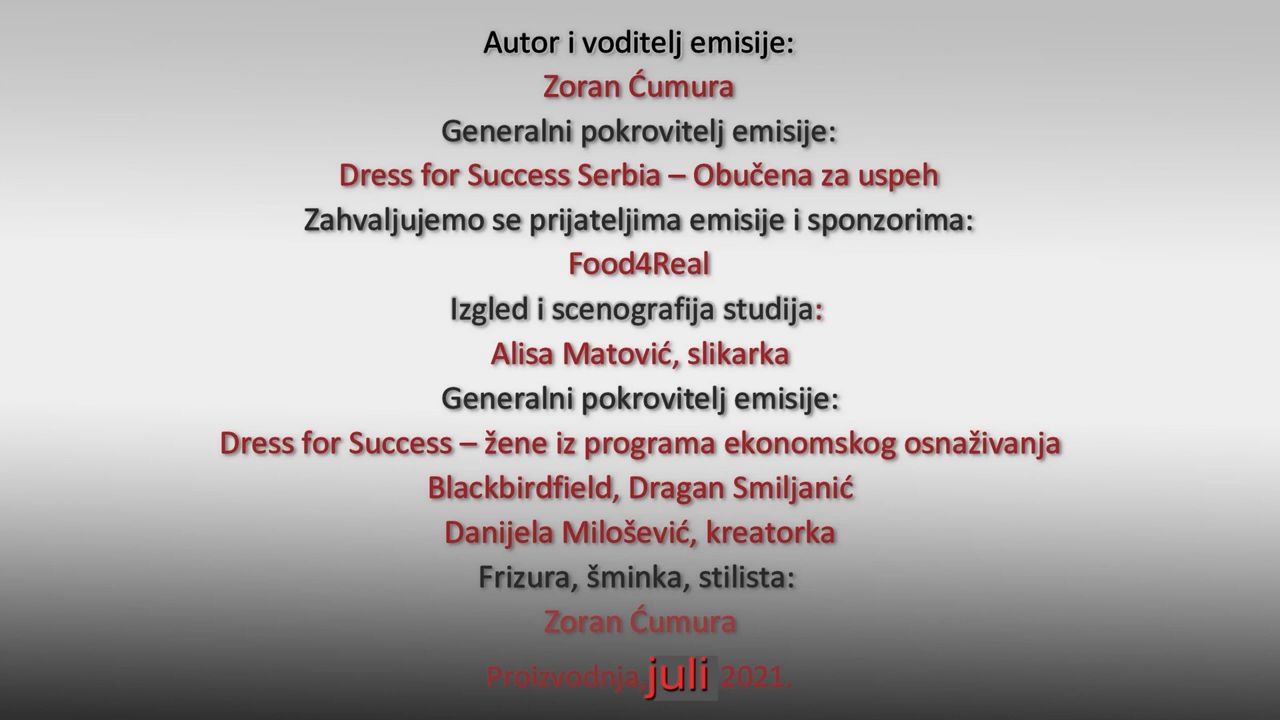 Autor i voditelj emisije:
Zoran Ćumura
Generalni pokrovitelj emisije:
Dress for Success Serbia – Obučena za uspeh
Zahvaljujemo se prijateljima emisije i sponzorima:
Food4Real
Izgled i scenografija studija:
Alisa Matović, slikarka
Generalni pokrovitelj emisije:
Dress for Success – žene iz programa ekonomskog osnaživanja
Blackbirdfield, Dragan Smiljanić
Danijela Milošević, kreatorka
Frizura, šminka, stilista:
Zoran Ćumura
Proizvodnja, juli 2021.